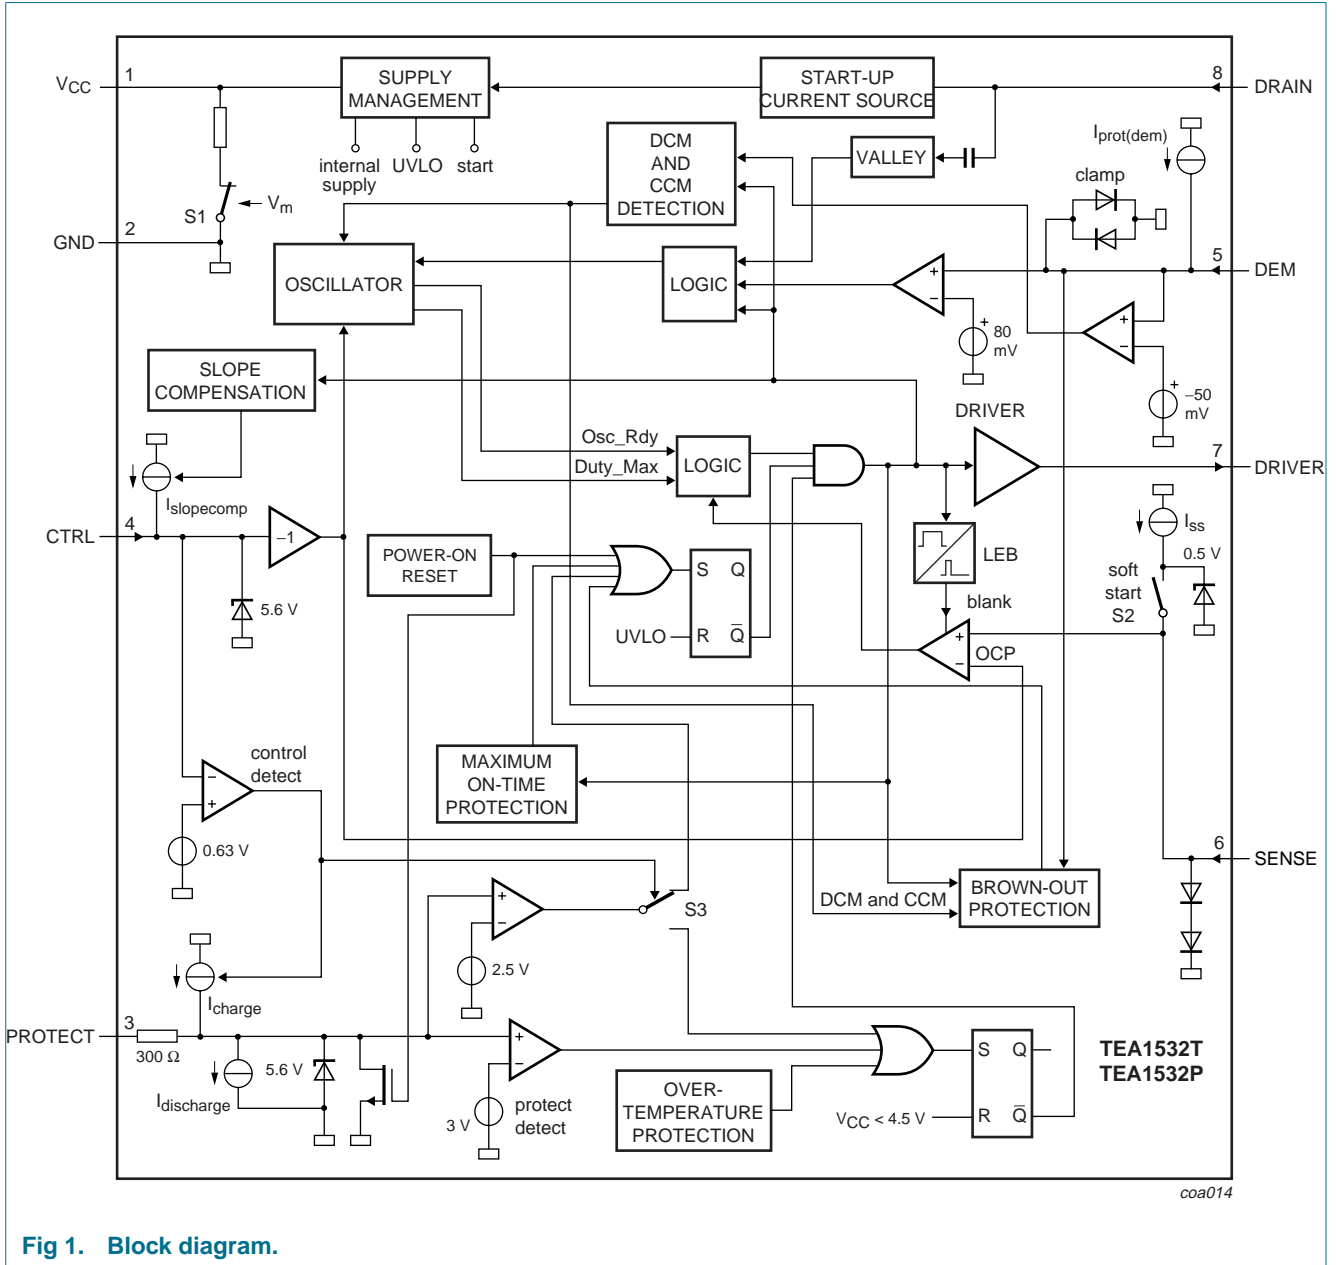 VCC
1
SUPPLY
MANAGEMENT
START-UP
CURRENT SOURCE
8
DRAIN
internal
supply
UVLO
start
DCM
AND
CCM
DETECTION
VALLEY
Iprot(dem)
clamp
S1
Vm
GND
2
OSCILLATOR
LOGIC
+
−
+
80
mV
5
DEM
+
−
+
−50
mV
SLOPE
COMPENSATION
DRIVER
Osc_Rdy
Duty_Max
LOGIC
7
DRIVER
Islopecomp
CTRL
4
−1
5.6 V
POWER-ON
RESET
S
Q
UVLO
R
Q
LEB
blank
+
−
OCP
Iss
0.5 V
soft
start
S2
control
detect
−
+
0.63 V
MAXIMUM
ON-TIME
PROTECTION
6
SENSE
DCM and CCM
BROWN-OUT
PROTECTION
+
−
S3
2.5 V
Icharge
PROTECT
3
300 Ω
Idischarge
5.6 V
+
−
3 V
protect
detect
OVER-
TEMPERATURE
PROTECTION
S
Q
VCC < 4.5 V
R
Q
TEA1532T
TEA1532P
coa014
Fig 1. Block diagram.